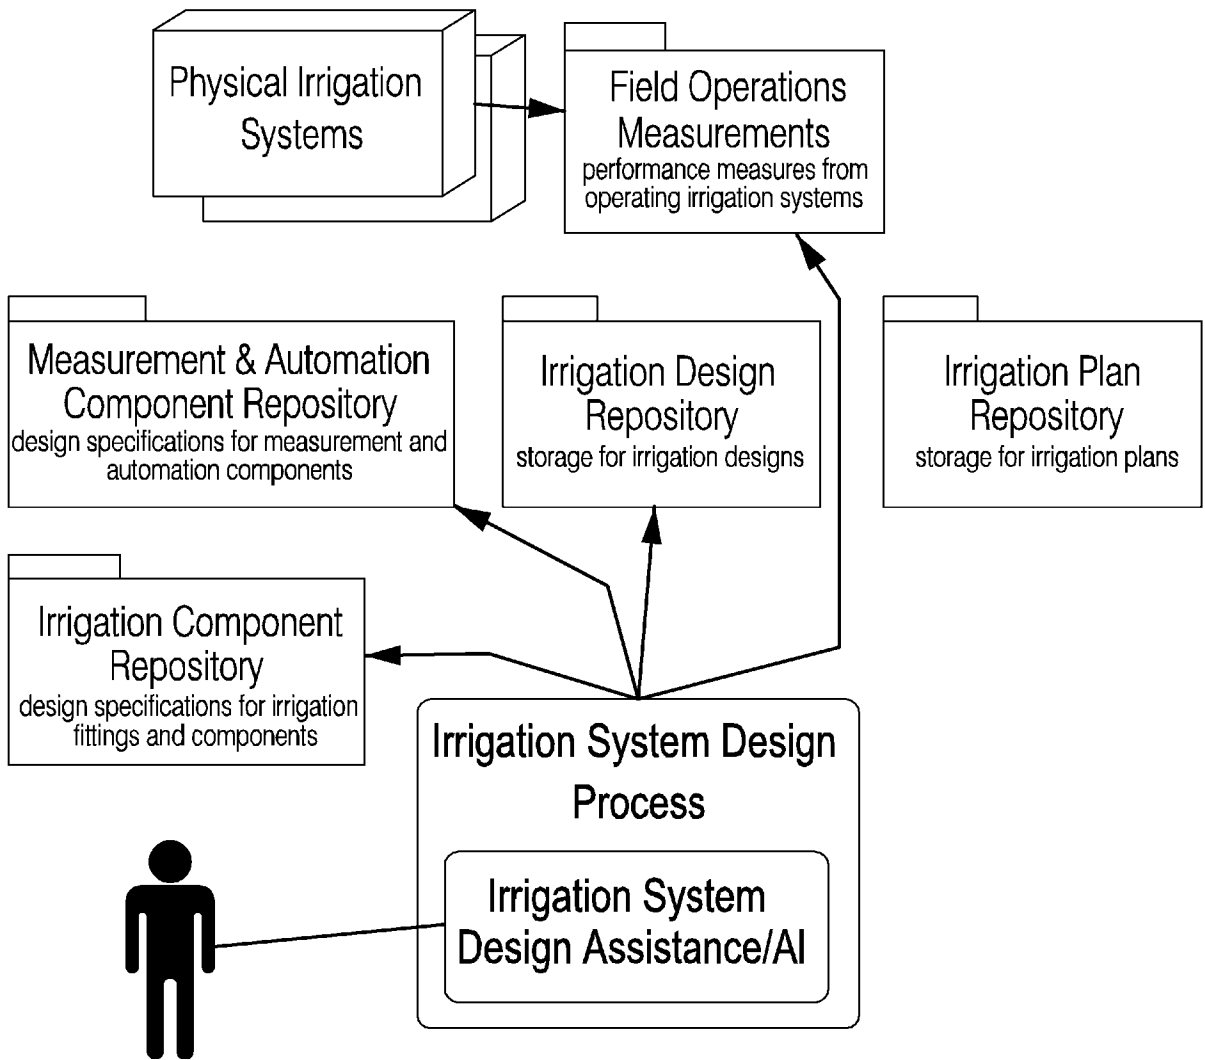 Physical Irrigation
Systems
Field Operations
Measurements
performance measures from
operating irrigation systems
Measurement & Automation
Component Repository
design specifications for measurement and
automation components
Irrigation Design
Repository
storage for irrigation designs
Irrigation Plan
Repository
storage for irrigation plans
Irrigation Component
Repository
design specifications for irrigation
fittings and components
Irrigation System Design
Process
Irrigation System
Design Assistance/AI